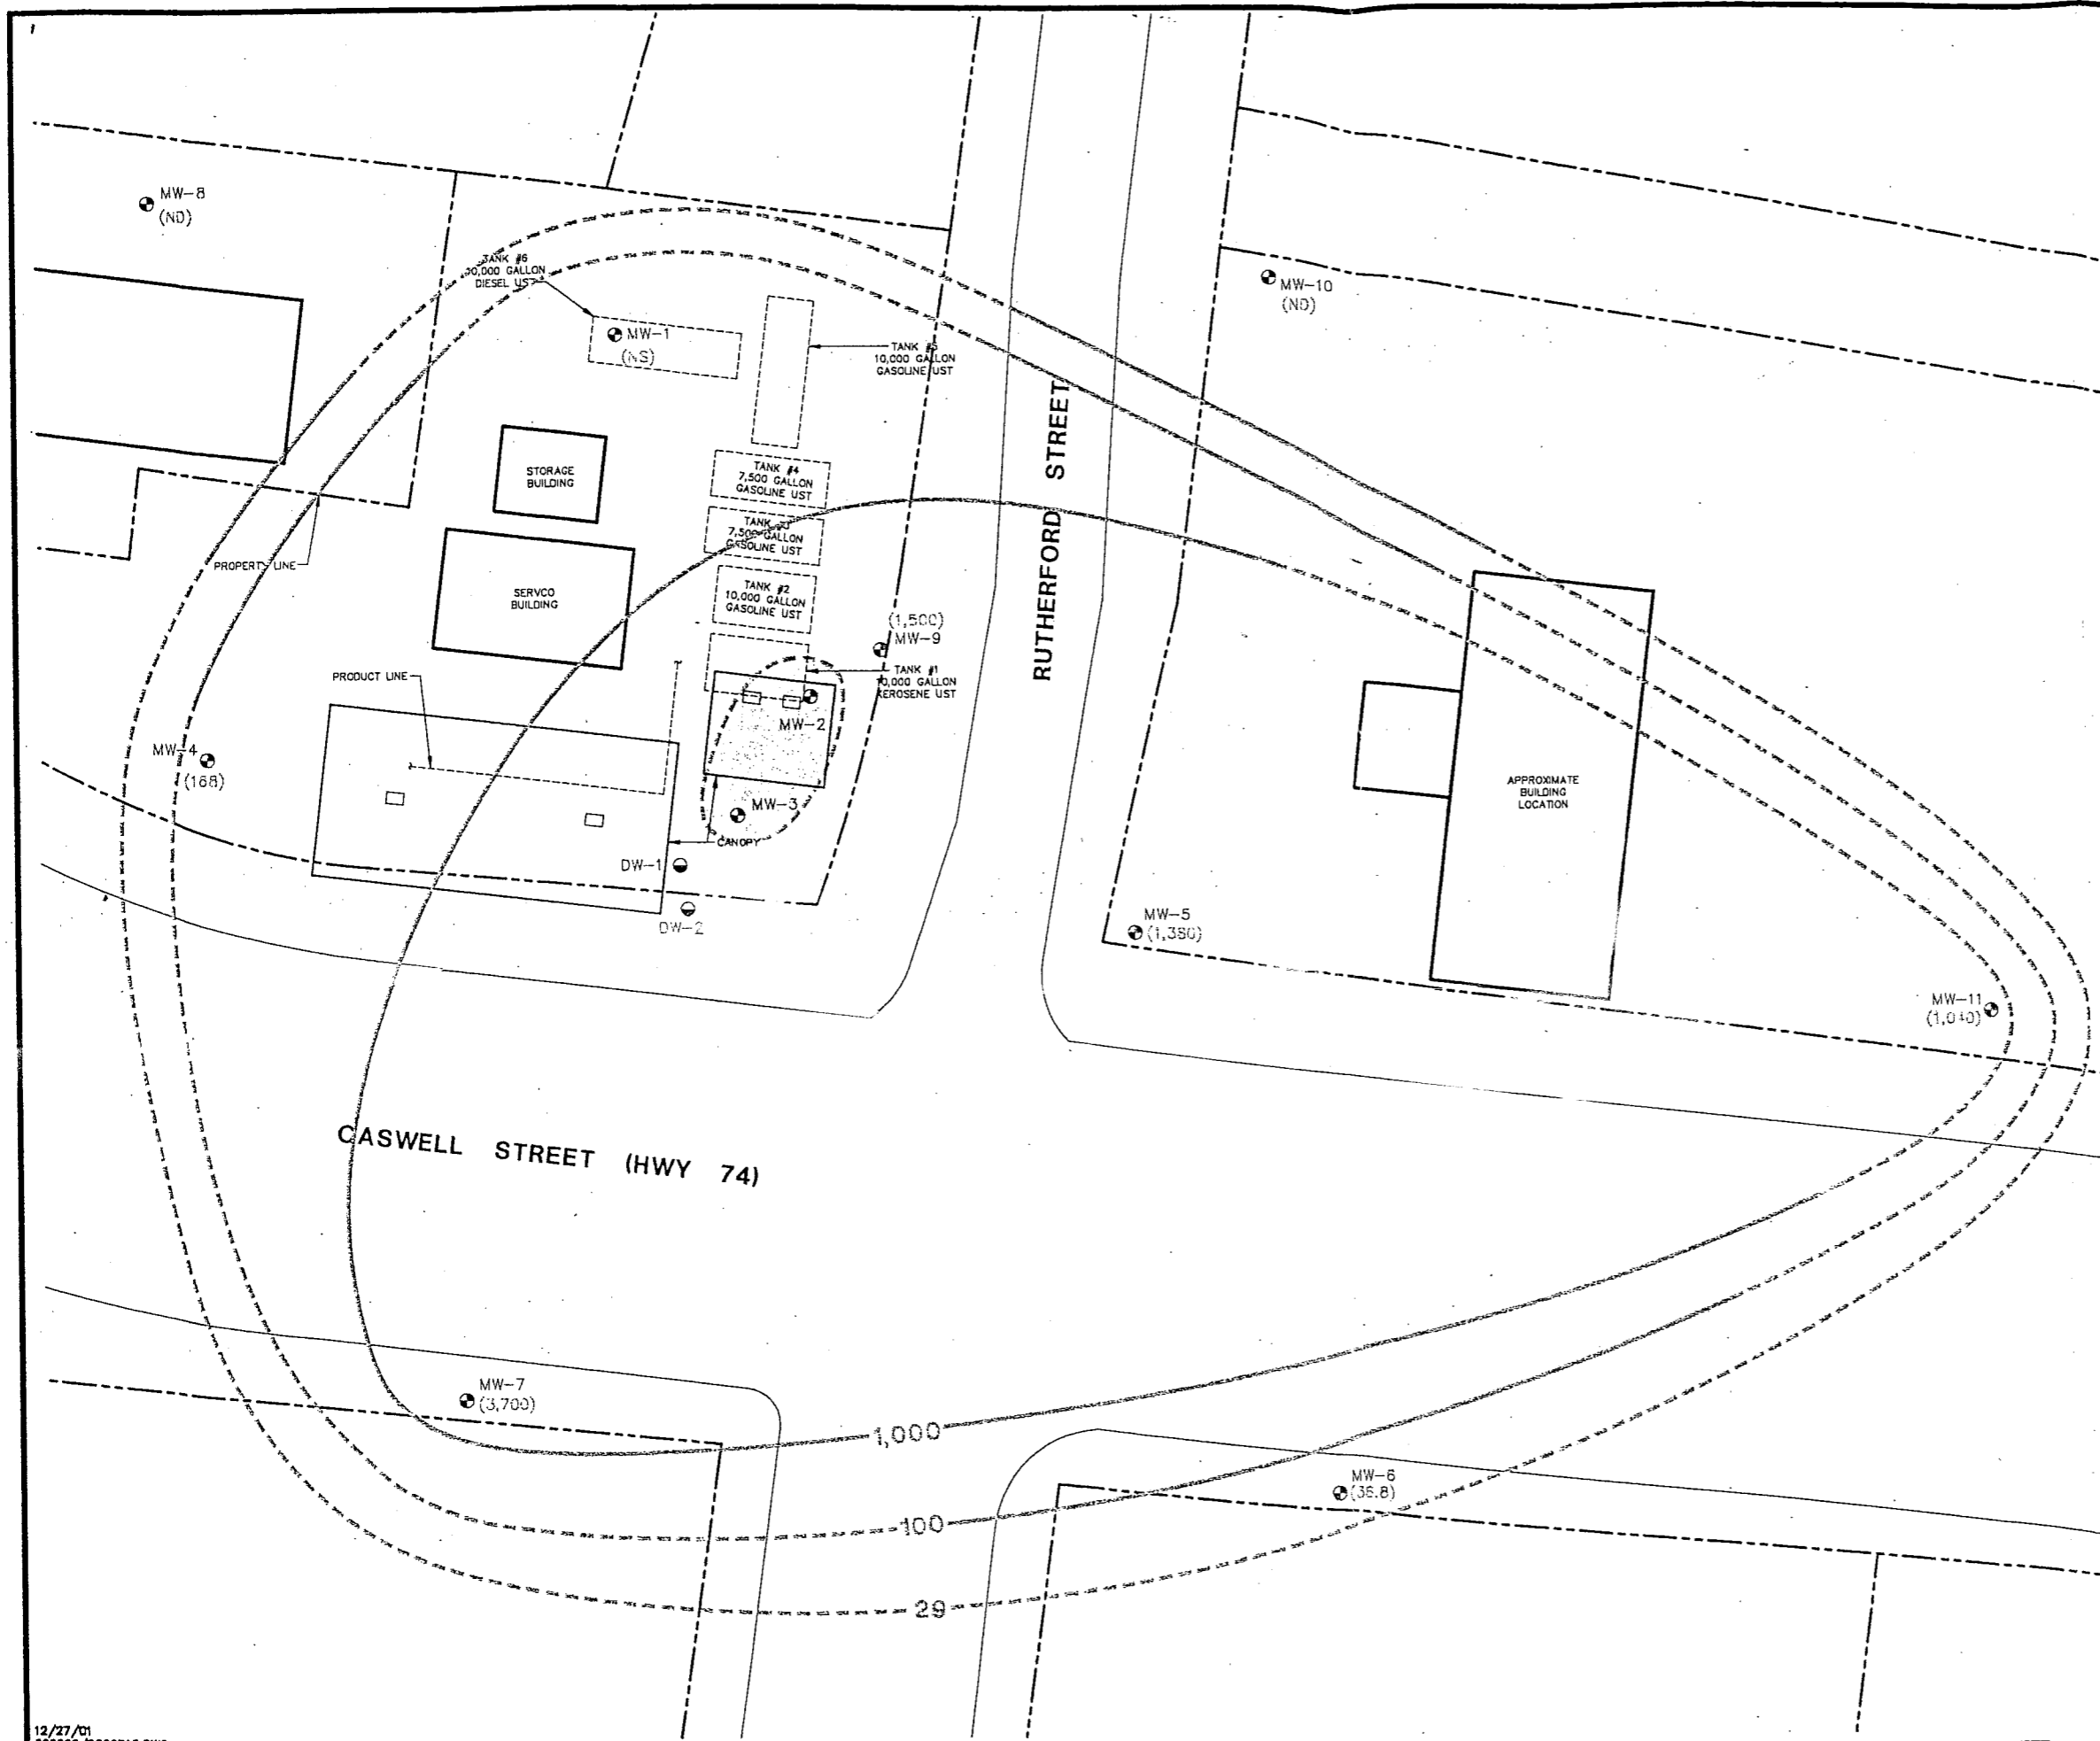 MW-8
(ND)
TANK #6
10,000 GALLON
DIESEL UST
MW-1
(NS)
TANK #5
10,000 GALLON
GASOLINE UST
MW-10
(ND)
STORAGE
BUILDING
TANK #4
7,500 GALLON
GASOLINE UST
TANK #3
7,500 GALLON
GASOLINE UST
TANK #2
10,000 GALLON
GASOLINE UST
PROPERTY LINE
SERVCO
BUILDING
(1,500)
MW-9
TANK #1
10,000 GALLON
KEROSENE UST
PRODUCT LINE
MW-2
MW-4
(168)
MW-3
CANOPY
DW-1
DW-2
RUTHERFORD STREET
APPROXIMATE
BUILDING
LOCATION
MW-5
(1,380)
MW-11
(1,040)
CASWELL STREET (HWY 74)
MW-7
(3,700)
1,000
MW-6
(36.8)
100
29
12/27/01